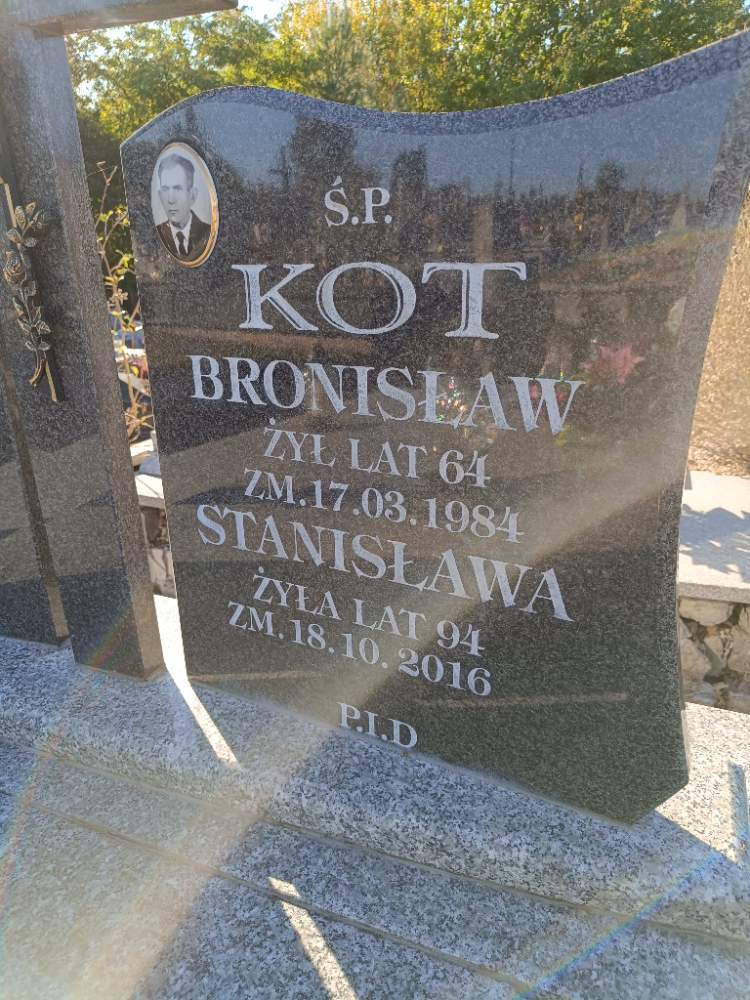 Ś.P.
KOT
BRONISŁAW
ŻYŁ LAT 64
ZM.17.03.1984
STANISŁAWA
ŻYŁA LAT 94
ZM.18.10.2016
P.I.D